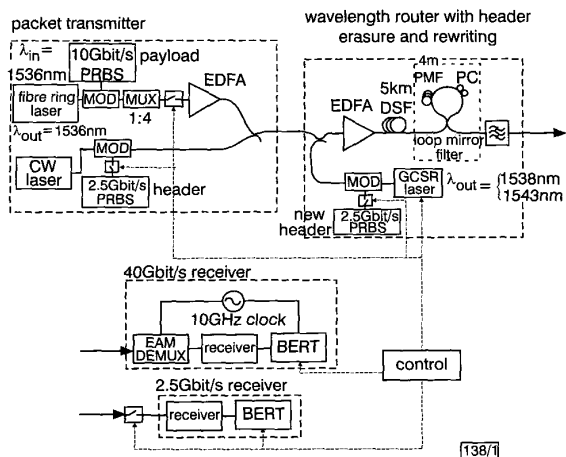 packet transmitter
wavelength router with header
erasure and rewriting
λin =
1536nm
10Gbit/s
PRBS
payload
fibre ring
laser
MOD
MUX
1:4
EDFA
λout = 1536nm
MOD
CW
laser
2.5Gbit/s
PRBS
header
EDFA
5km
DSF
4m
PMF
PC
loop mirror
filter
MOD
GCSR
laser
λout = {1538nm
1543nm
new
header
2.5Gbit/s
PRBS
40Gbit/s receiver
10GHz clock
EAM
DEMUX
receiver
BERT
control
2.5Gbit/s receiver
receiver
BERT
138/1